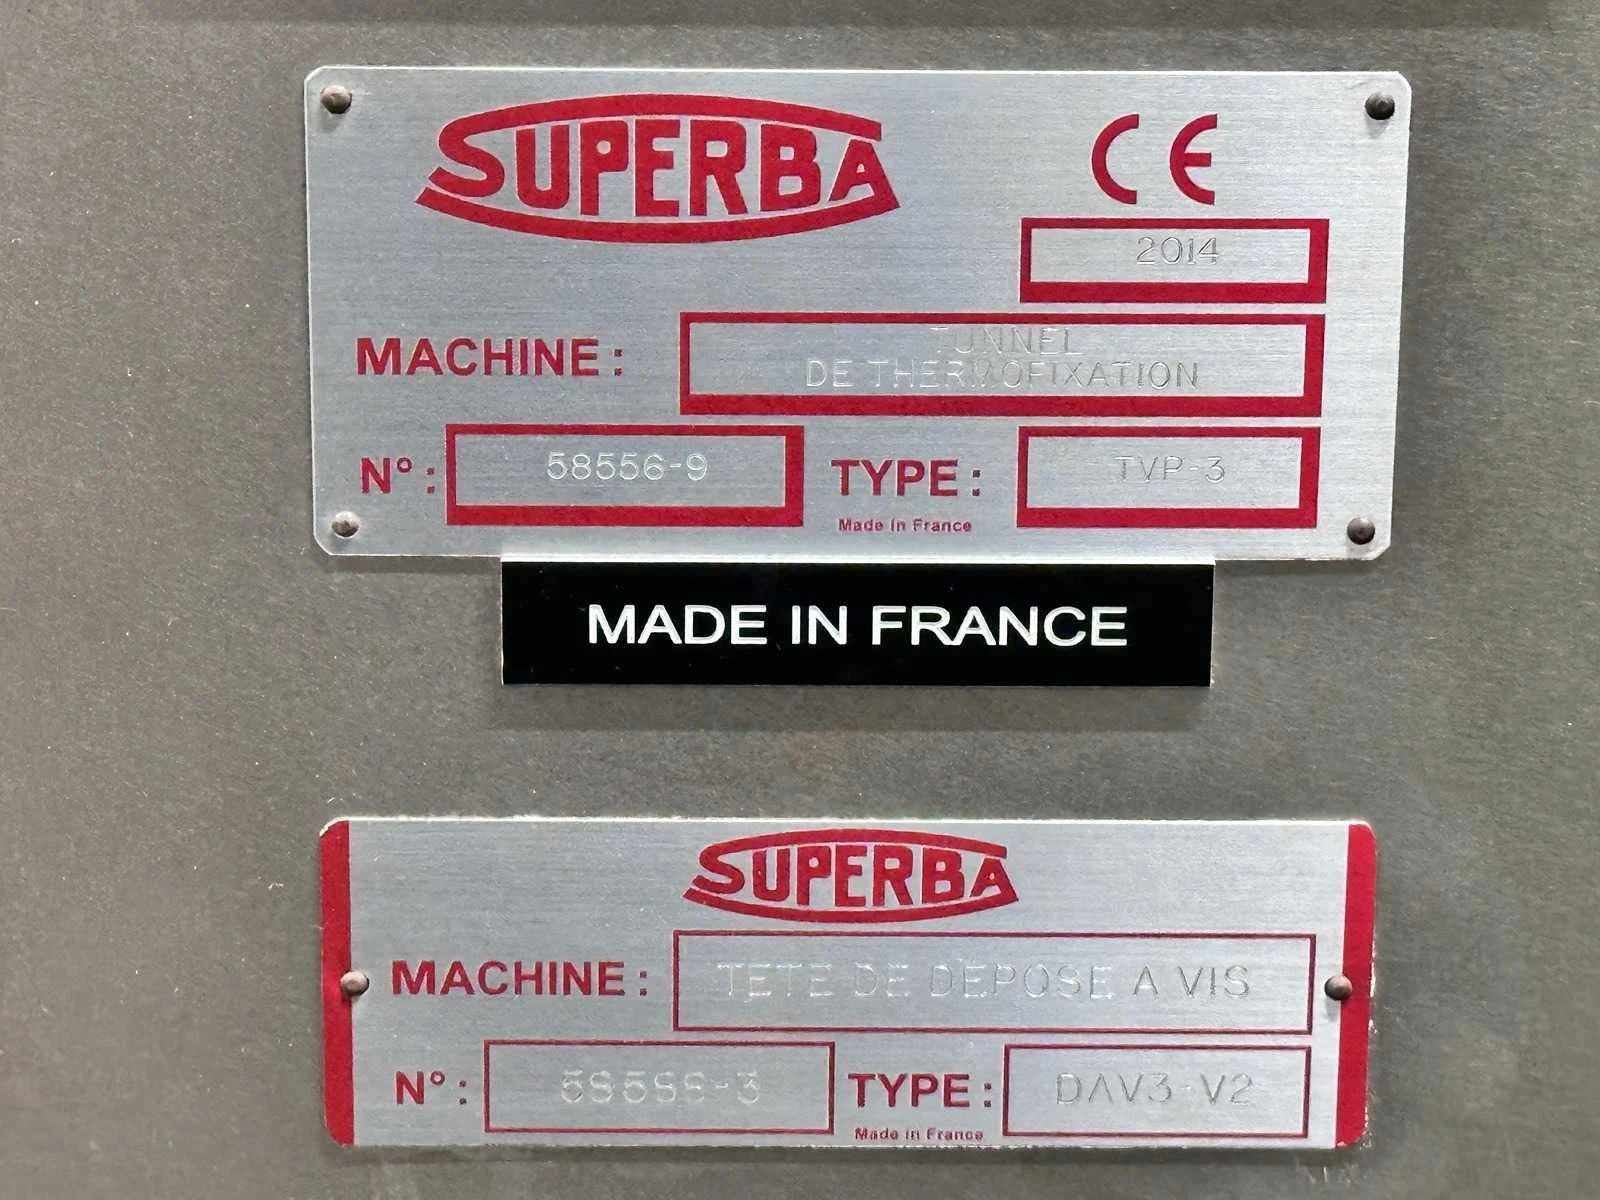 SUPERBA
CE
2014
MACHINE : TUNNEL
DE THERMOFIXATION
N° : 58556-9 TYPE : TVP-3
Made in France
MADE IN FRANCE
SUPERBA
MACHINE : TETE DE DEPOSE A VIS
N° : TYPE : DAV3-V2
Made in France